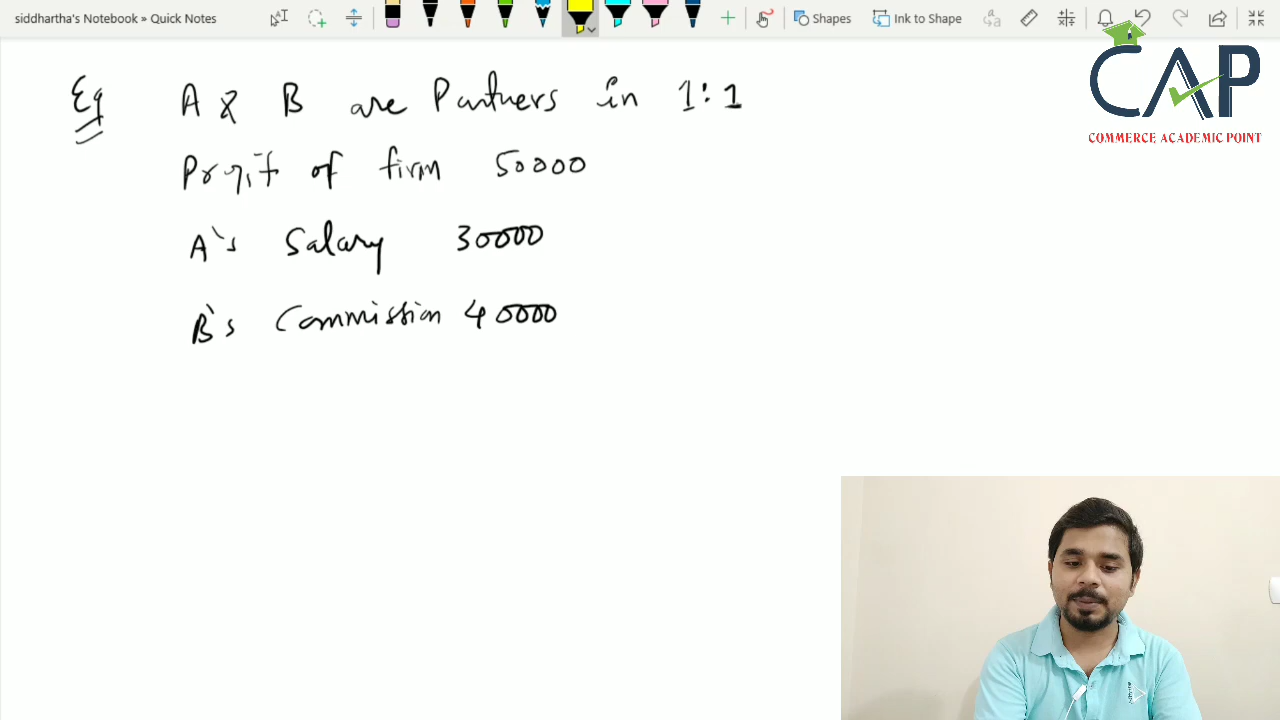 siddhartha's Notebook » Quick Notes
Shapes
Ink to Shape
CAP
COMMERCE ACADEMIC POINT
Eg A & B are Partners in 1:1
Profit of firm 50000
A's Salary 30000
B's Commission 40000